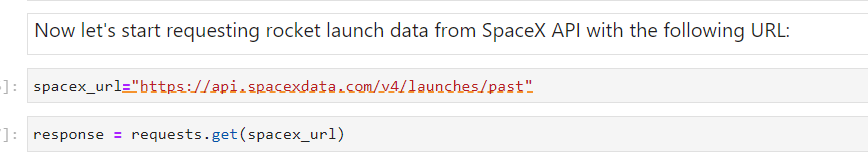 Now let's start requesting rocket launch data from SpaceX API with the following URL:
]: spacex_url="https://api.spacexdata.com/v4/launches/past"
]: response = requests.get(spacex_url)